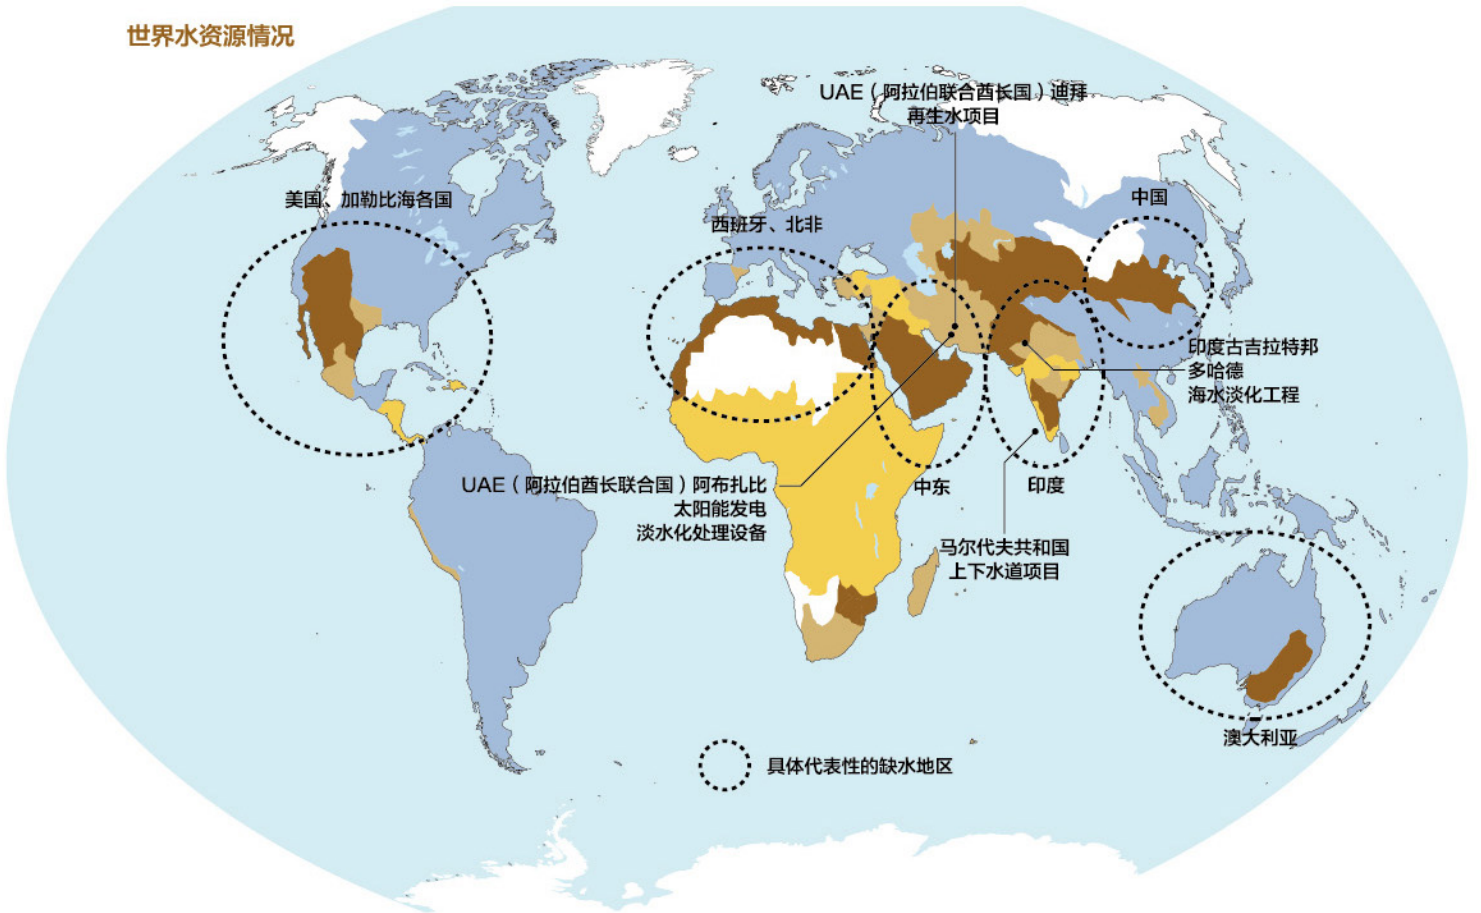 世界水资源情况
UAE（阿拉伯联合酋长国）迪拜
再生水项目
美国、加勒比海各国
中国
西班牙、北非
印度古吉拉特邦
多哈德
海水淡化工程
UAE（阿拉伯酋长联合国）阿布扎比
太阳能发电
淡水化处理设备
中东
印度
马尔代夫共和国
上下水道项目
澳大利亚
具体代表性的缺水地区